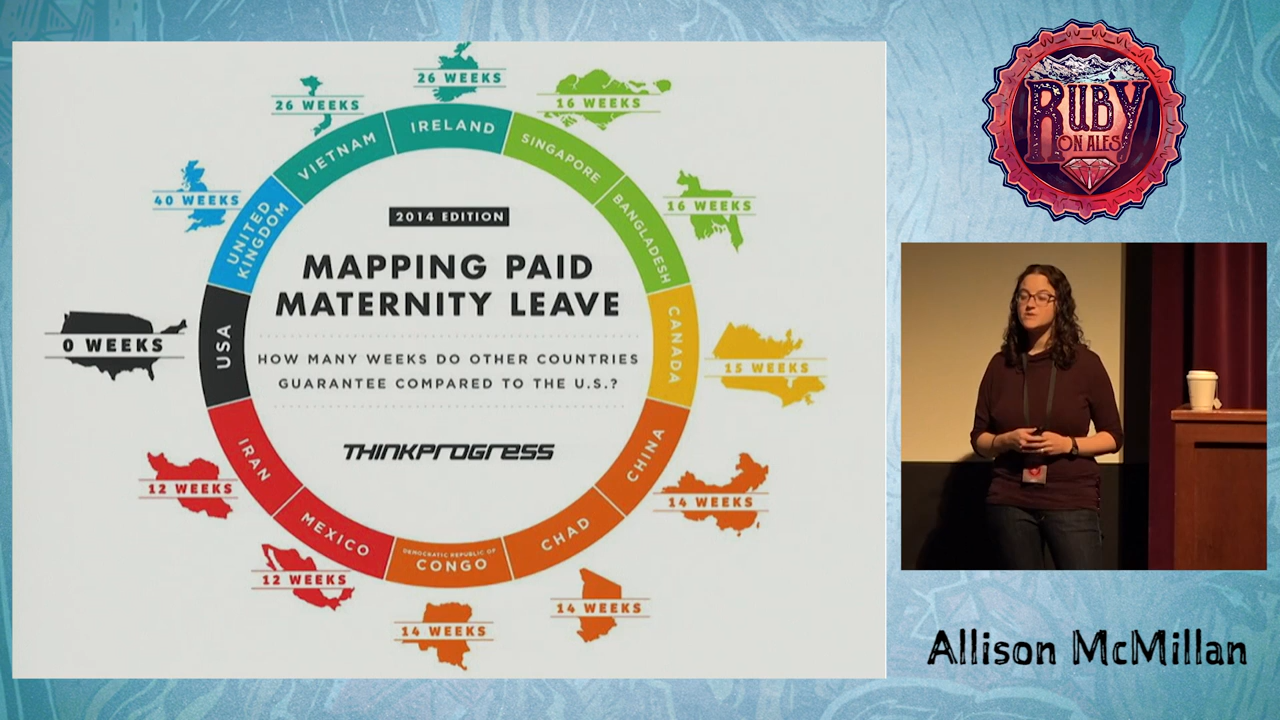 26 WEEKS
26 WEEKS
16 WEEKS
IRELAND
VIETNAM
SINGAPORE
40 WEEKS
16 WEEKS
UNITED
KINGDOM
BANGLADESH
2014 EDITION
MAPPING PAID
MATERNITY LEAVE
0 WEEKS
USA
CANADA
15 WEEKS
HOW MANY WEEKS DO OTHER COUNTRIES
GUARANTEE COMPARED TO THE U.S.?
THINKPROGRESS
IRAN
CHINA
12 WEEKS
14 WEEKS
MEXICO
CHAD
DEMOCRATIC REPUBLIC OF
CONGO
12 WEEKS
14 WEEKS
14 WEEKS
RUBY
ON ALES
Allison McMillan